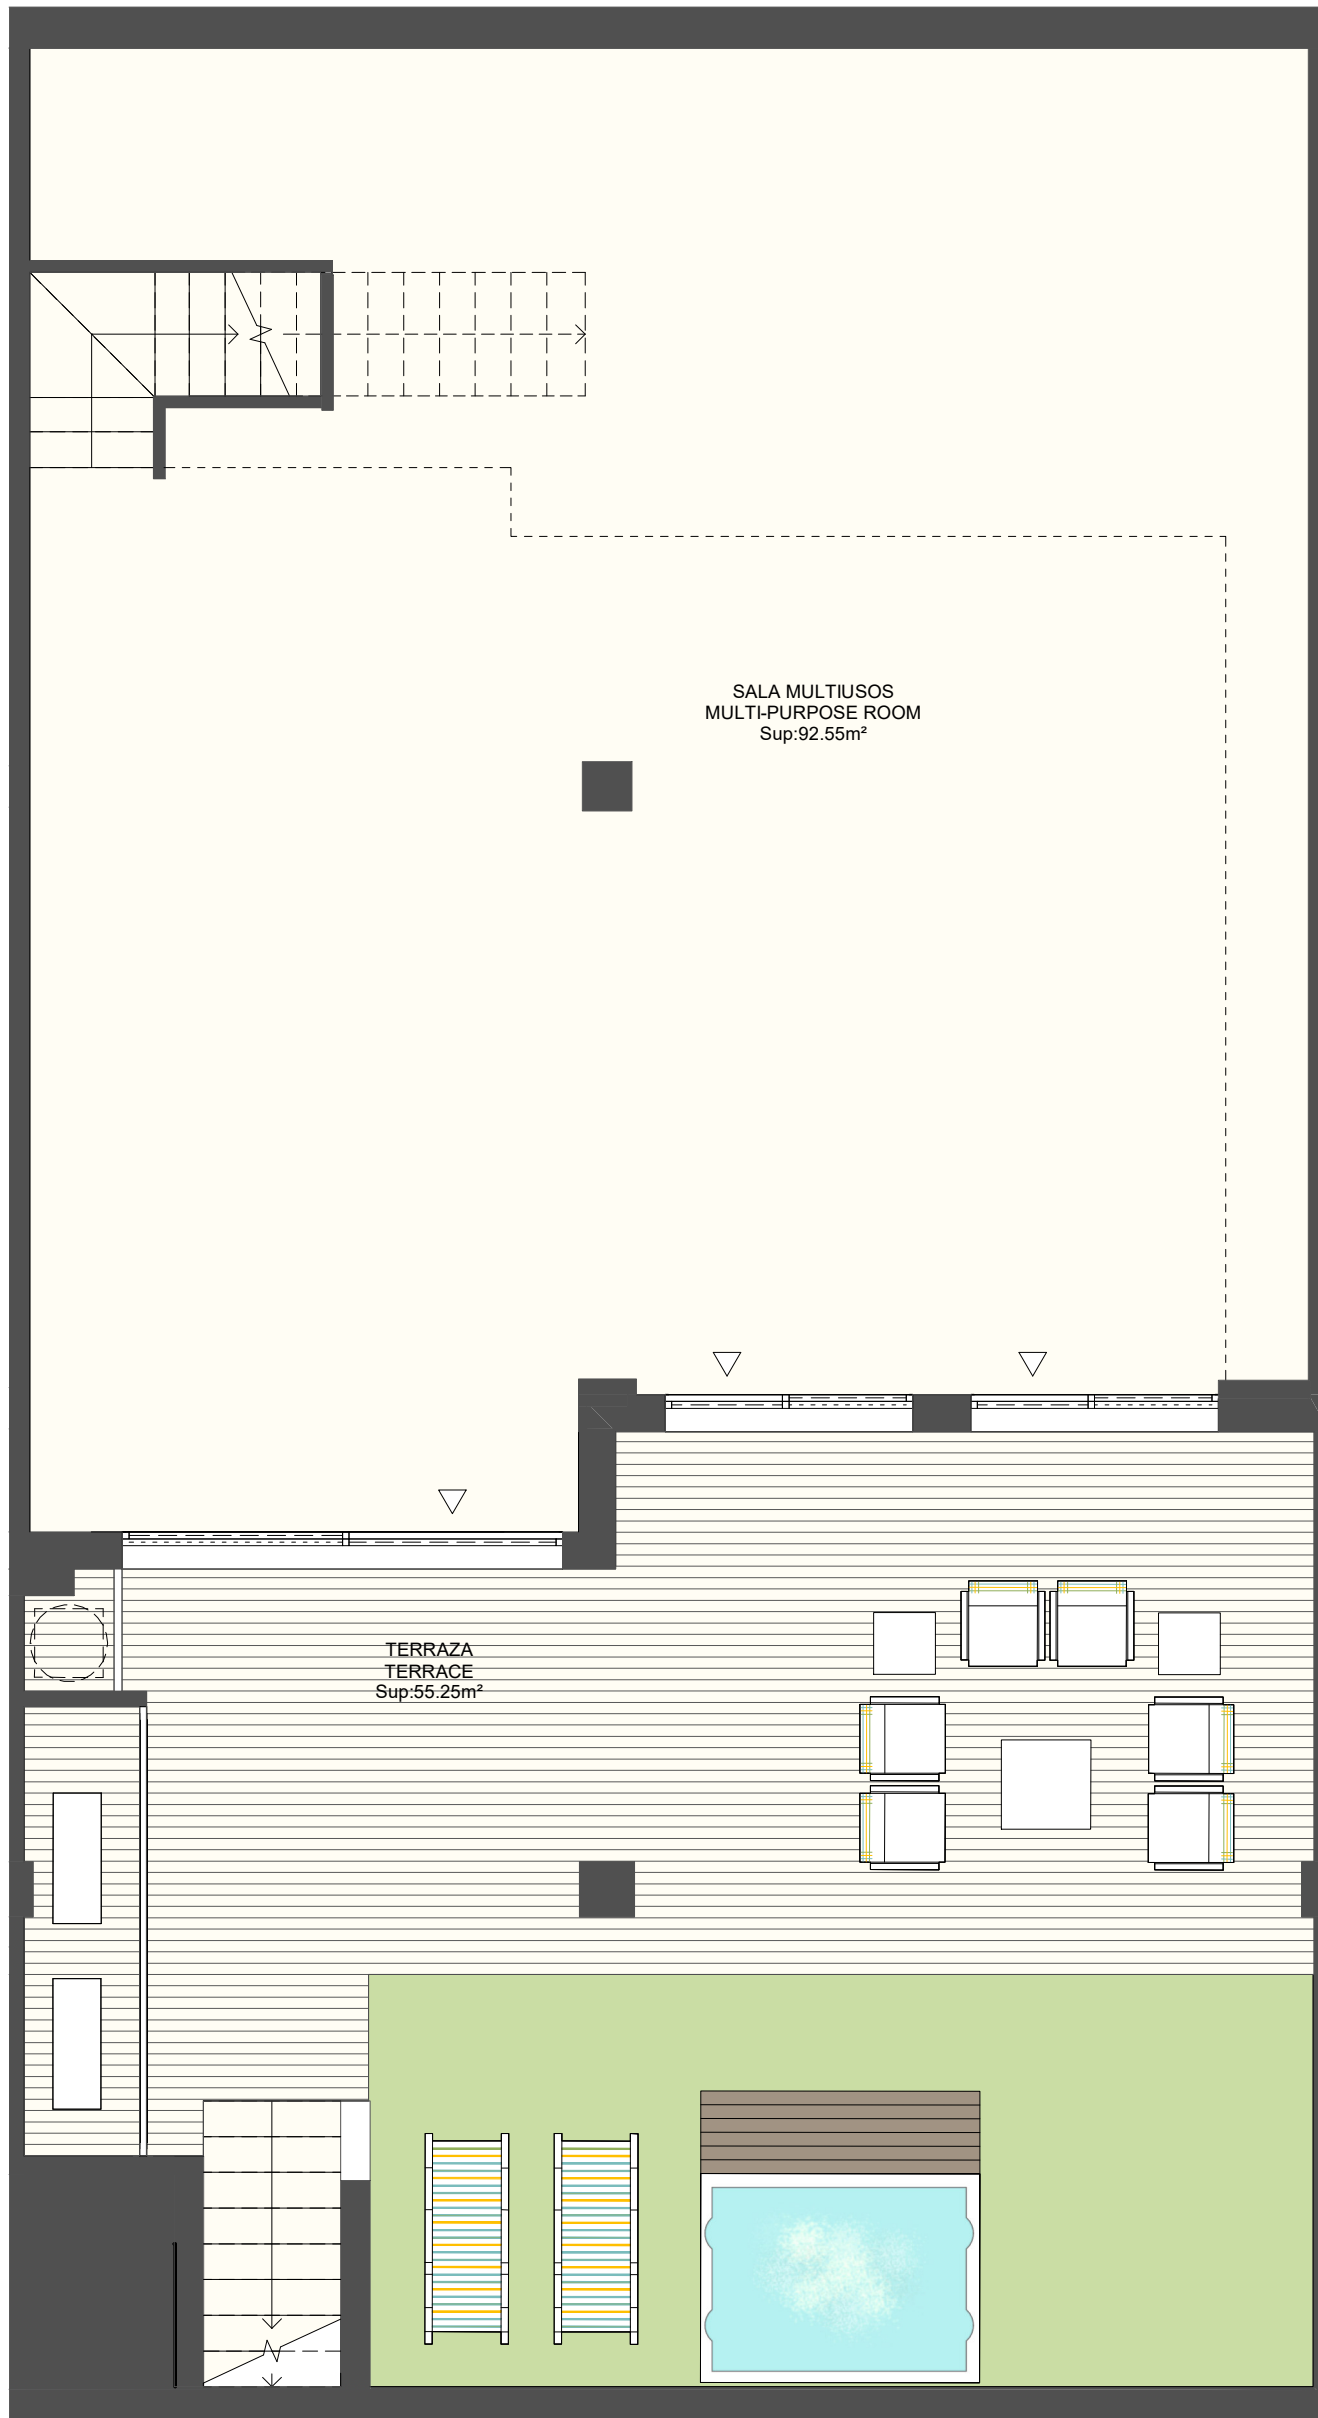 SALA MULTIUSOS
MULTI-PURPOSE ROOM
Sup:92.55m²
TERRAZA
TERRACE
Sup:55.25m²